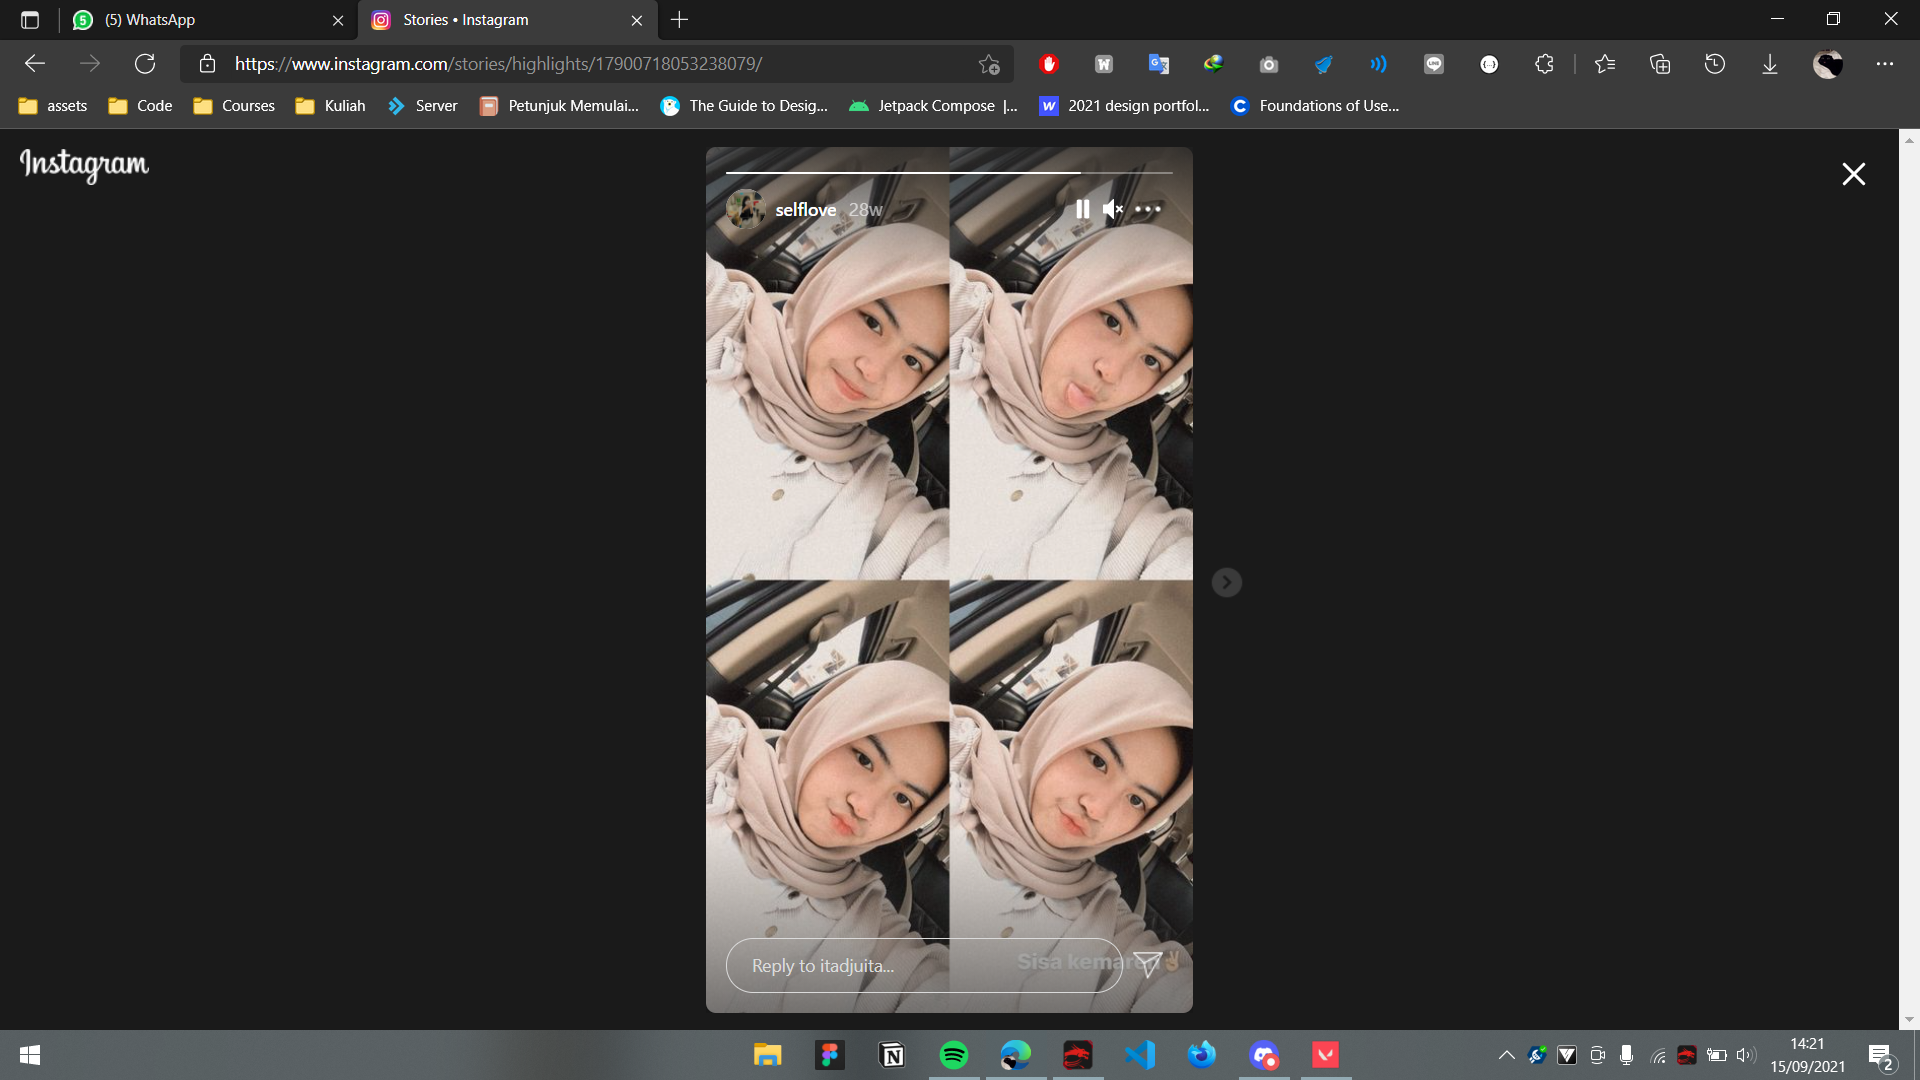 (5) WhatsApp
Stories • Instagram
https://www.instagram.com/stories/highlights/17900718053238079/
assets
Code
Courses
Kuliah
Server
Petunjuk Memulai...
The Guide to Desig...
Jetpack Compose |...
2021 design portfol...
Foundations of Use...
Instagram
selflove 28w
Reply to itadjuita...
Sisa kemaren✌
14:21
15/09/2021
2